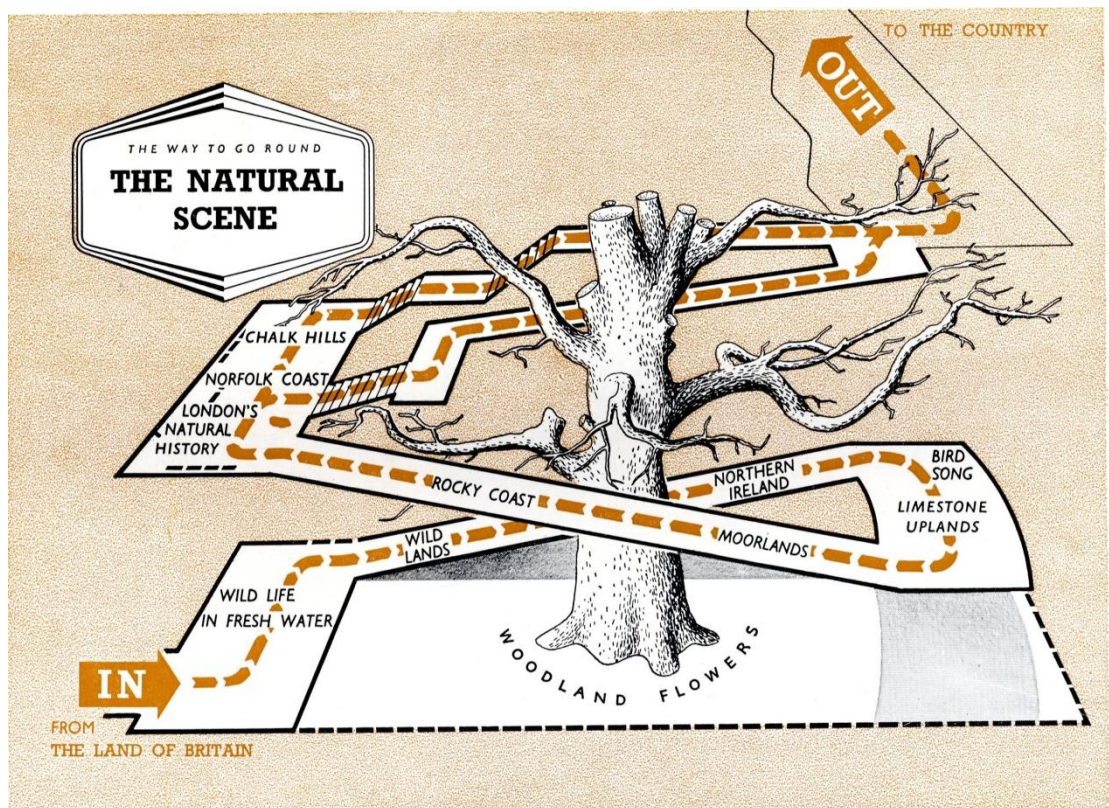 TO THE COUNTRY
OUT
THE WAY TO GO ROUND
THE NATURAL
SCENE
CHALK HILLS
NORFOLK COAST
LONDON'S
NATURAL
HISTORY
ROCKY COAST
NORTHERN
IRELAND
BIRD
SONG
LIMESTONE
UPLANDS
WILD
LANDS
MOORLANDS
WILD LIFE
IN FRESH WATER
WOODLAND FLOWERS
IN
FROM
THE LAND OF BRITAIN